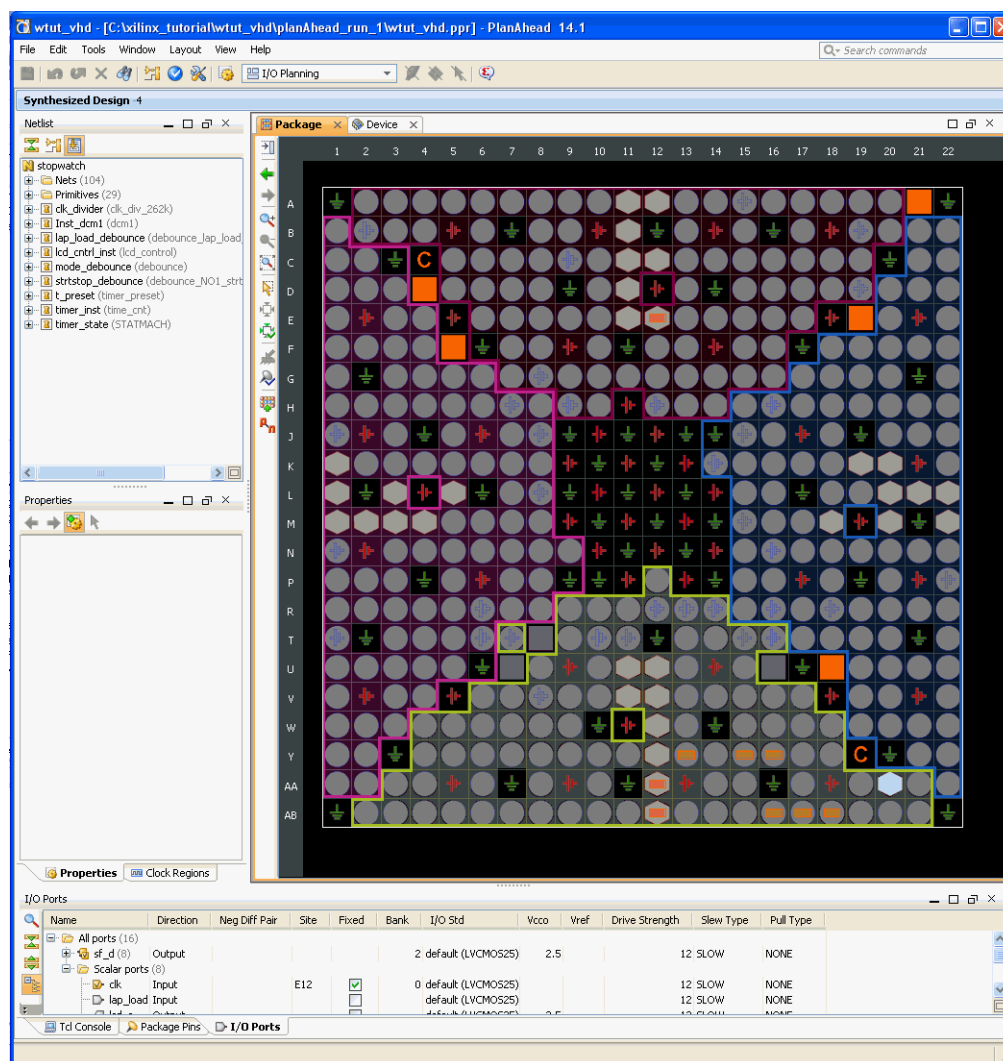 wtut_vhd - [C:\xilinx_tutorial\wtut_vhd\planAhead_run_1\wtut_vhd.ppr] - PlanAhead 14.1
File Edit Tools Window Layout View Help
Search commands
I/O Planning
Synthesized Design -4
Netlist
stopwatch
Nets (104)
Primitives (29)
clk_divider (clk_div_262k)
Inst_dcm1 (dcm1)
lap_load_debounce (debounce_lap_load_
lcd_cntrl_inst (lcd_control)
mode_debounce (debounce)
strtstop_debounce (debounce_NO1_strt
t_preset (timer_preset)
timer_inst (time_cnt)
timer_state (STATMACH)
Properties
Properties Clock Regions
Package Device
1 2 3 4 5 6 7 8 9 10 11 12 13 14 15 16 17 18 19 20 21 22
A
B
C C
D
E
F
G
H
J
K
L
M
N
P
R
T
U
V
W
Y C
AA
AB
I/O Ports
Name Direction Neg Diff Pair Site Fixed Bank I/O Std Vcco Vref Drive Strength Slew Type Pull Type
All ports (16)
sf_d (8) Output 2 default (LVCMOS25) 2.5 12 SLOW NONE
Scalar ports (8)
clk Input E12 0 default (LVCMOS25) 12 SLOW NONE
lap_load Input default (LVCMOS25) 12 SLOW NONE
Tcl Console Package Pins I/O Ports